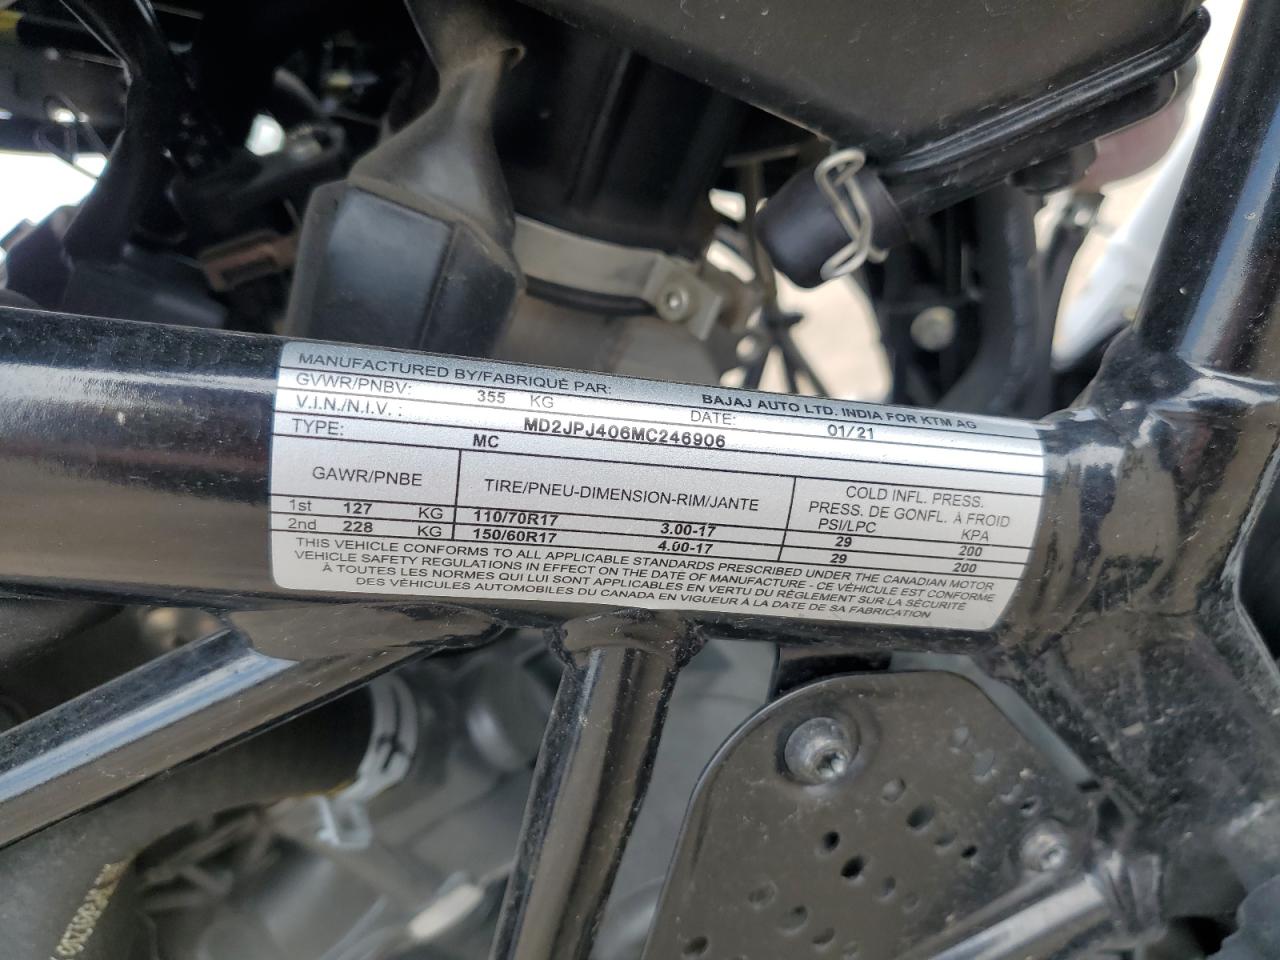 MANUFACTURED BY/FABRIQUÉ PAR: BAJAJ AUTO LTD. INDIA FOR KTM AG
GVWR/PNBV: 355 KG DATE: 01/21
V.I.N./N.I.V. : MD2JPJ406MC246906
TYPE: MC
GAWR/PNBE TIRE/PNEU-DIMENSION-RIM/JANTE COLD INFL. PRESS.
PRESS. DE GONFL. À FROID
PSI/LPC KPA
1st 127 KG 110/70R17 3.00-17 29 200
2nd 228 KG 150/60R17 4.00-17 29 200
THIS VEHICLE CONFORMS TO ALL APPLICABLE STANDARDS PRESCRIBED UNDER THE CANADIAN MOTOR
VEHICLE SAFETY REGULATIONS IN EFFECT ON THE DATE OF MANUFACTURE - CE VÉHICULE EST CONFORME
À TOUTES LES NORMES QUI LUI SONT APPLICABLES EN VERTU DU RÈGLEMENT SUR LA SÉCURITÉ
DES VÉHICULES AUTOMOBILES DU CANADA EN VIGUEUR À LA DATE DE SA FABRICATION